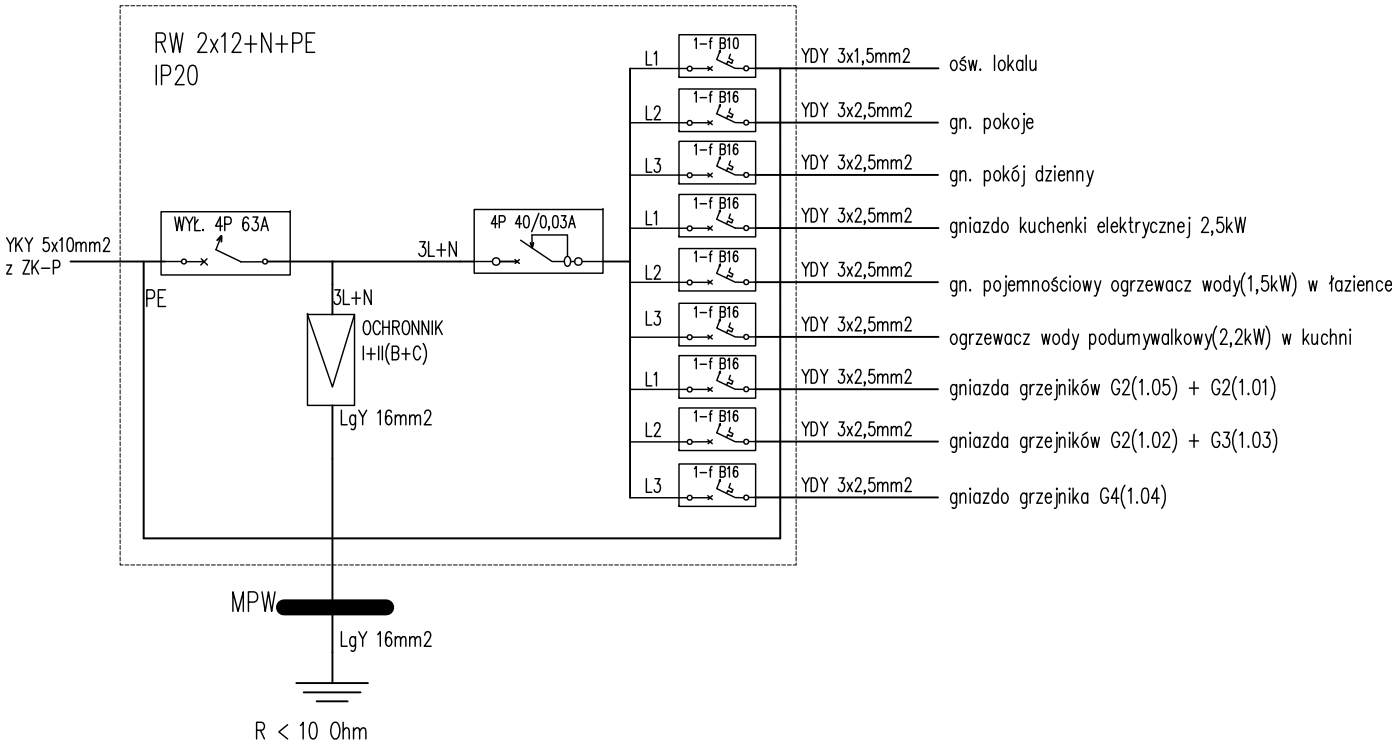 RW 2x12+N+PE
IP20
YKY 5x10mm2
z ZK-P
PE
WYŁ. 4P 63A
3L+N
OCHRONNIK
I+II(B+C)
LgY 16mm2
MPW
LgY 16mm2
R < 10 Ohm
3L+N
4P 40/0,03A
L1 1-f B10 YDY 3x1,5mm2 ośw. lokalu
L2 1-f B16 YDY 3x2,5mm2 gn. pokoje
L3 1-f B16 YDY 3x2,5mm2 gn. pokój dzienny
L1 1-f B16 YDY 3x2,5mm2 gniazdo kuchenki elektrycznej 2,5kW
L2 1-f B16 YDY 3x2,5mm2 gn. pojemnościowy ogrzewacz wody(1,5kW) w łazience
L3 1-f B16 YDY 3x2,5mm2 ogrzewacz wody podumywalkowy(2,2kW) w kuchni
L1 1-f B16 YDY 3x2,5mm2 gniazda grzejników G2(1.05) + G2(1.01)
L2 1-f B16 YDY 3x2,5mm2 gniazda grzejników G2(1.02) + G3(1.03)
L3 1-f B16 YDY 3x2,5mm2 gniazdo grzejnika G4(1.04)